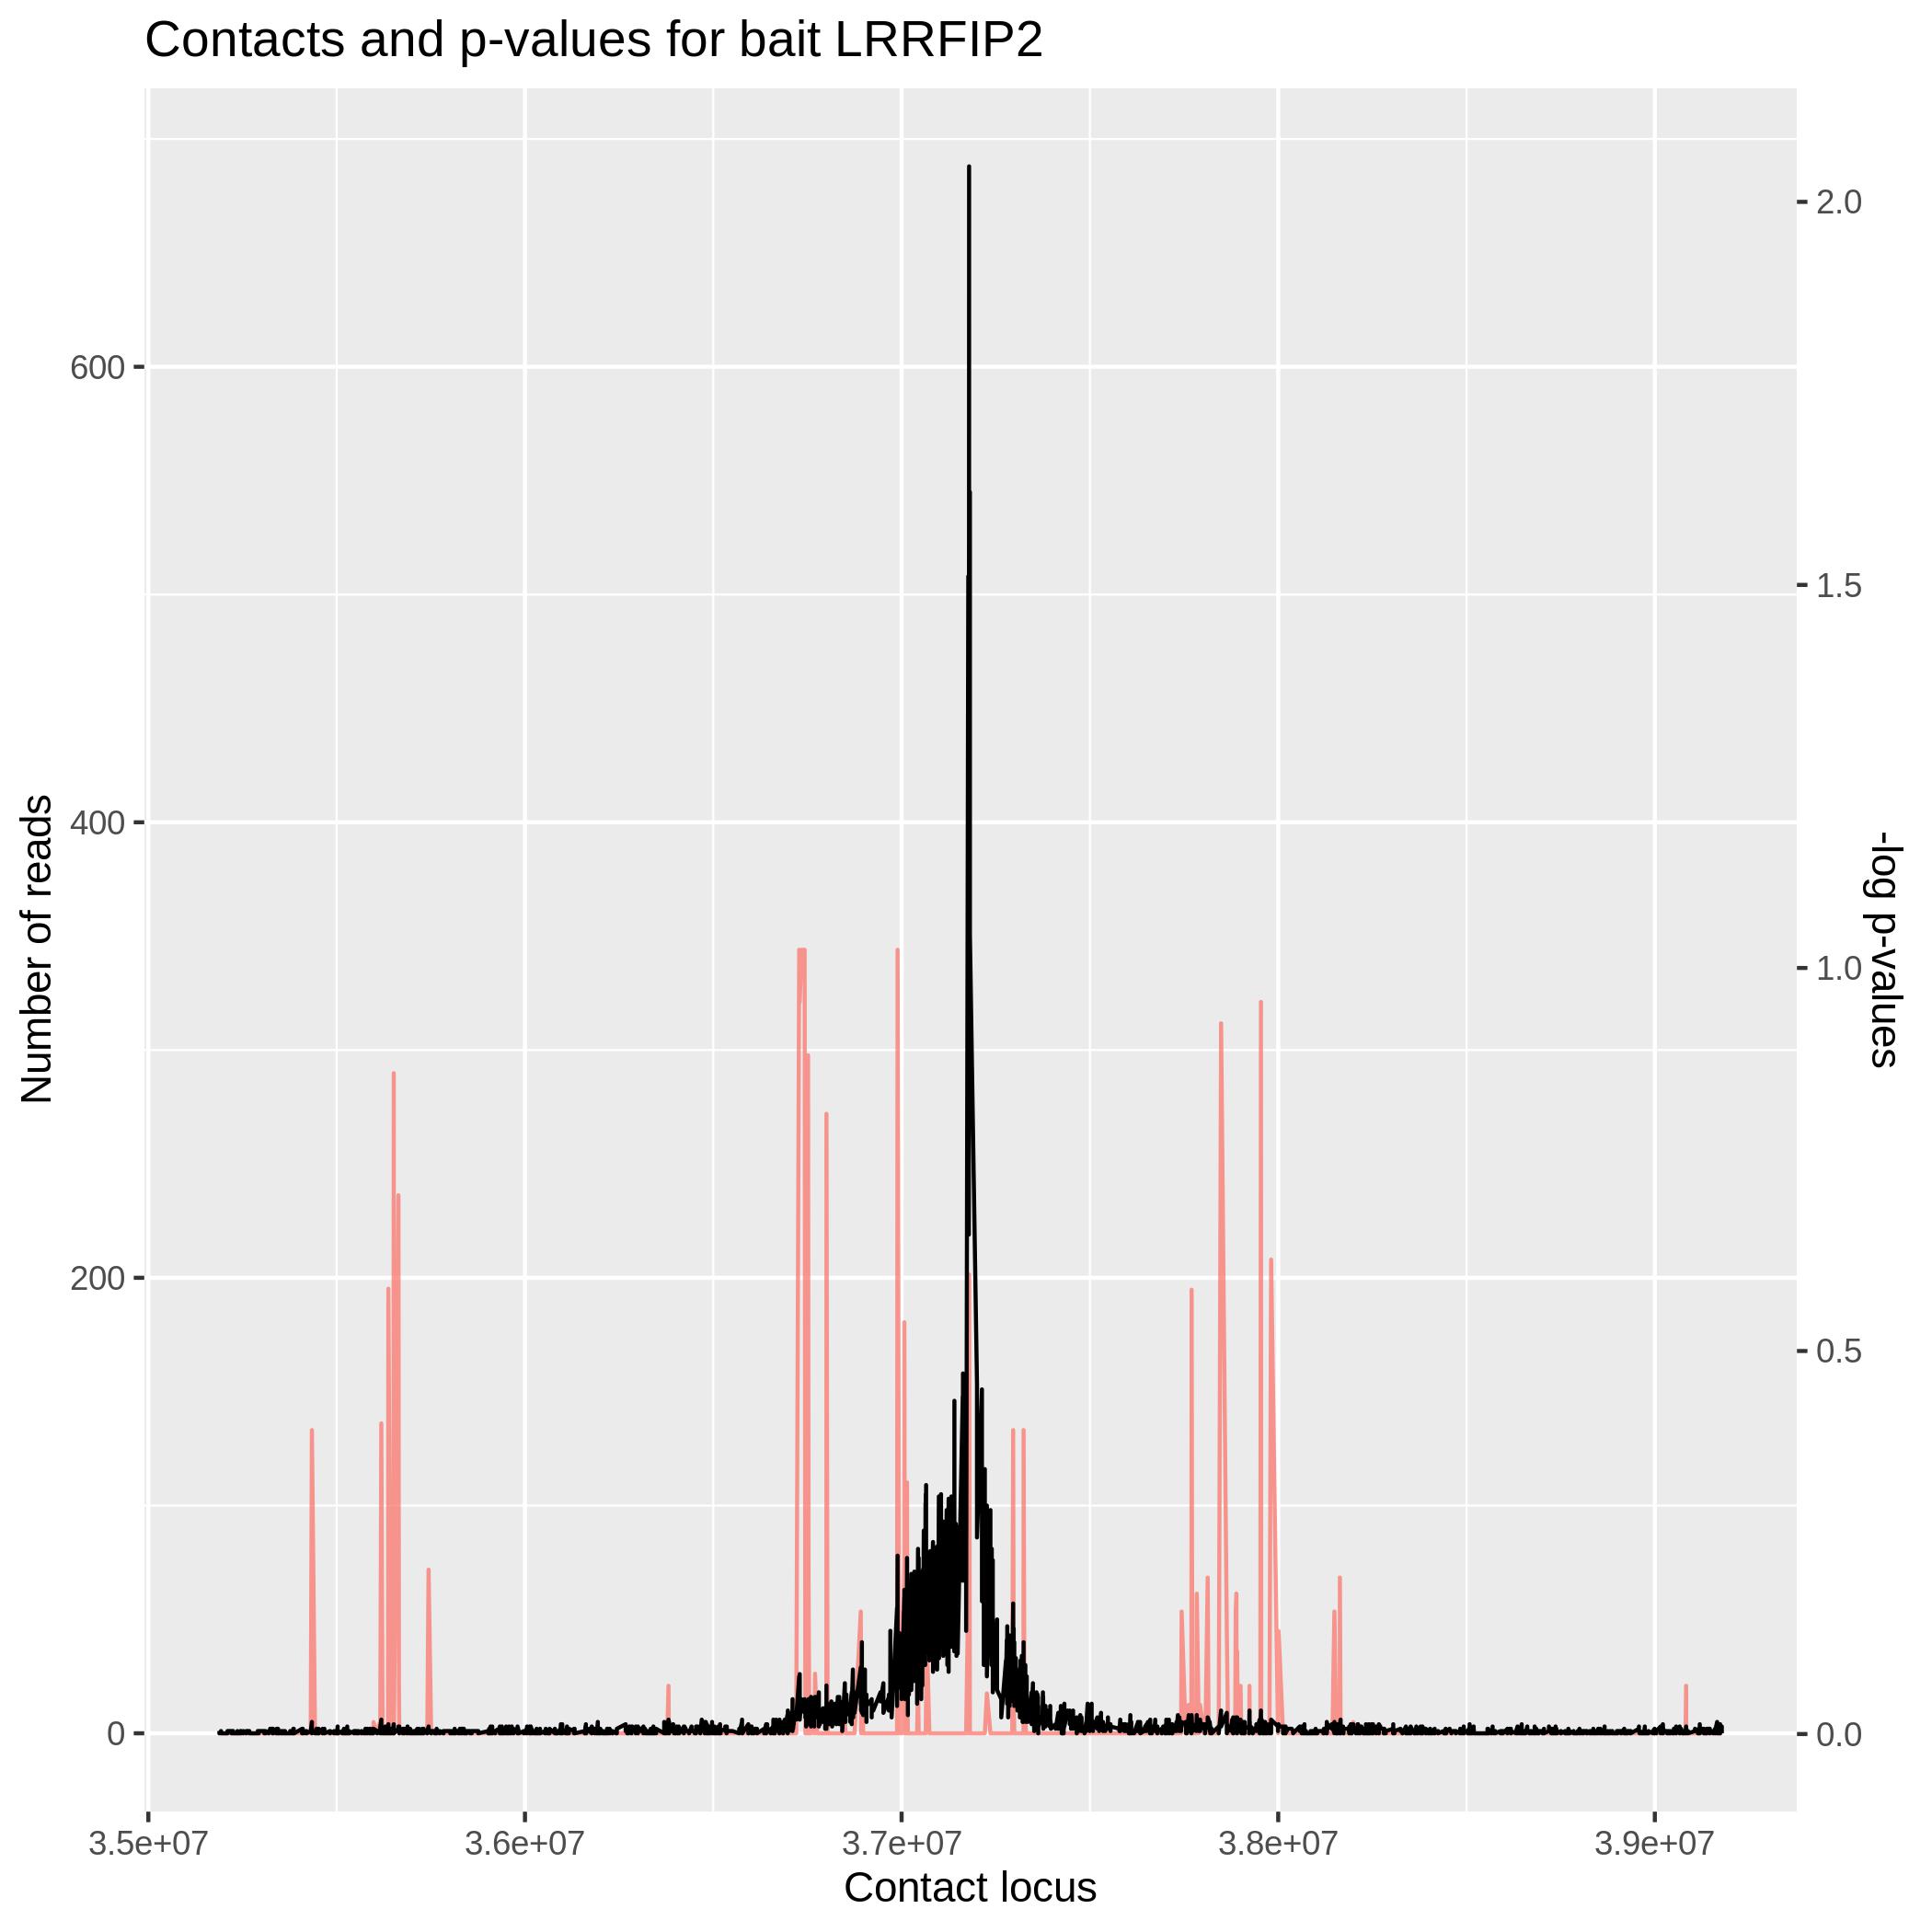 Contacts and p-values for bait LRRFIP2
Number of reads
600
400
200
0
2.0
1.5
1.0
0.5
0.0
-log p-values
3.5e+07
3.6e+07
3.7e+07
3.8e+07
3.9e+07
Contact locus